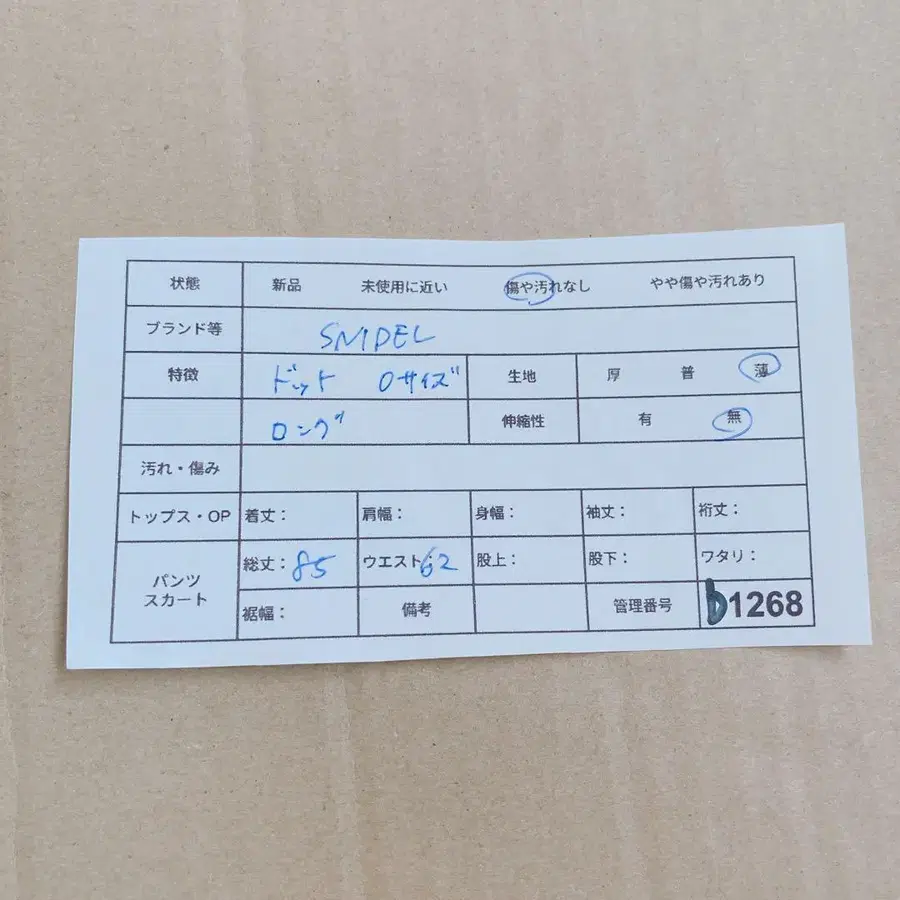 状態 新品 未使用に近い 傷や汚れなし やや傷や汚れあり
ブランド等 SNIDEL
特徴 ドット 0サイズ 生地 厚 普 薄
ロング 伸縮性 有 無
汚れ・傷み
トップス・OP 着丈: 肩幅: 身幅: 袖丈: 裄丈:
パンツ スカート 総丈: 85 ウエスト: 62 股上: 股下: ワタリ:
裾幅: 備考 管理番号 b1268